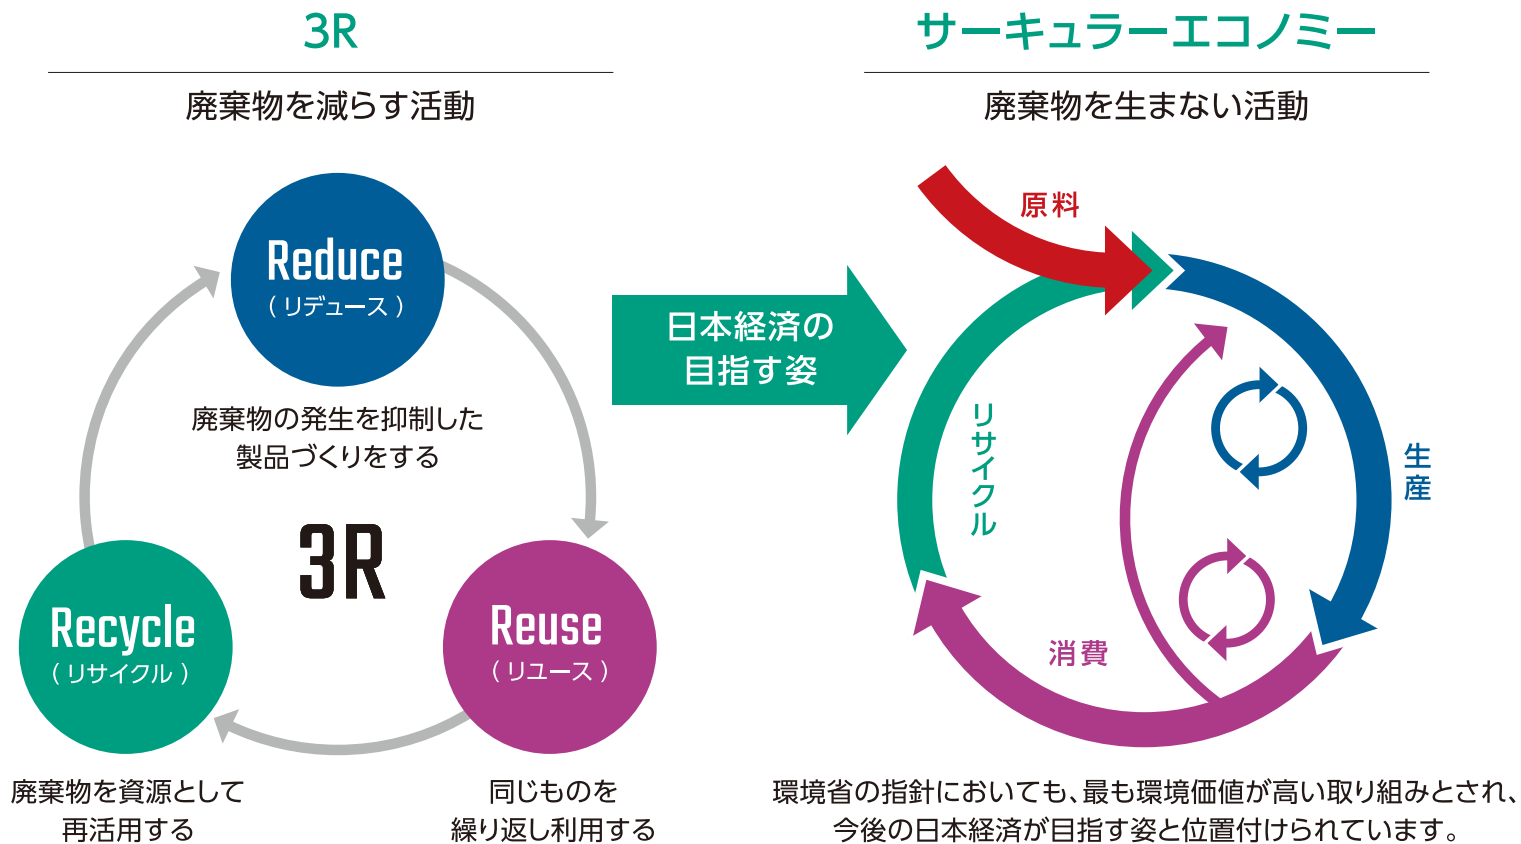 3R
廃棄物を減らす活動
Reduce
(リデュース)
廃棄物の発生を抑制した
製品づくりをする
3R
Recycle
(リサイクル)
Reuse
(リユース)
廃棄物を資源として
再活用する
同じものを
繰り返し利用する
日本経済の
目指す姿
サーキュラーエコノミー
廃棄物を生まない活動
原料
リサイクル
生産
消費
環境省の指針においても、最も環境価値が高い取り組みとされ、
今後の日本経済が目指す姿と位置付けられています。